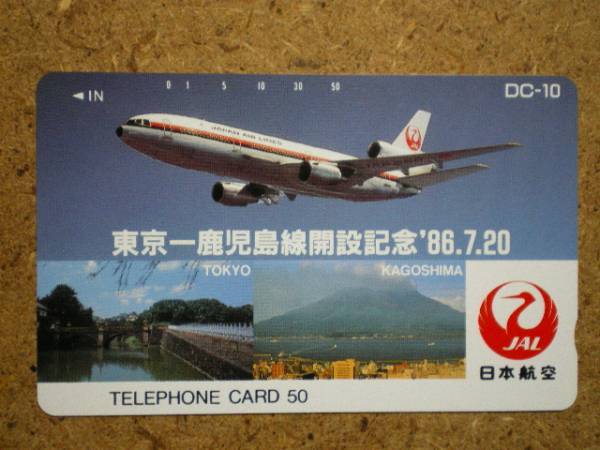 ◄IN
0 1 5 10 30 50
DC-10
JAPAN AIR LINES
東京ー鹿児島線開設記念'86.7.20
TOKYO
KAGOSHIMA
JAL
日本航空
TELEPHONE CARD 50